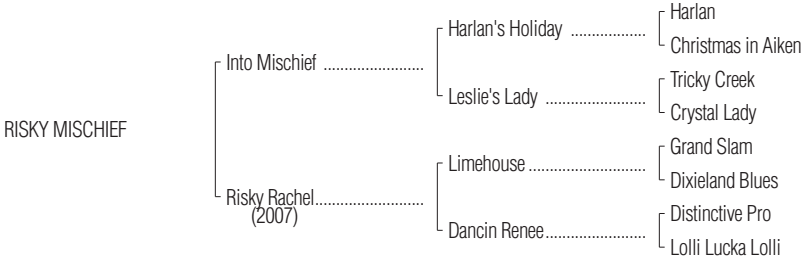 Harlan
Harlan's Holiday ...................
Christmas in Aiken
Into Mischief ........................
Tricky Creek
Leslie's Lady .........................
Crystal Lady
RISKY MISCHIEF
Grand Slam
Limehouse .............................
Dixieland Blues
Risky Rachel..........................
(2007)
Distinctive Pro
Dancin Renee.........................
Lolli Lucka Lolli